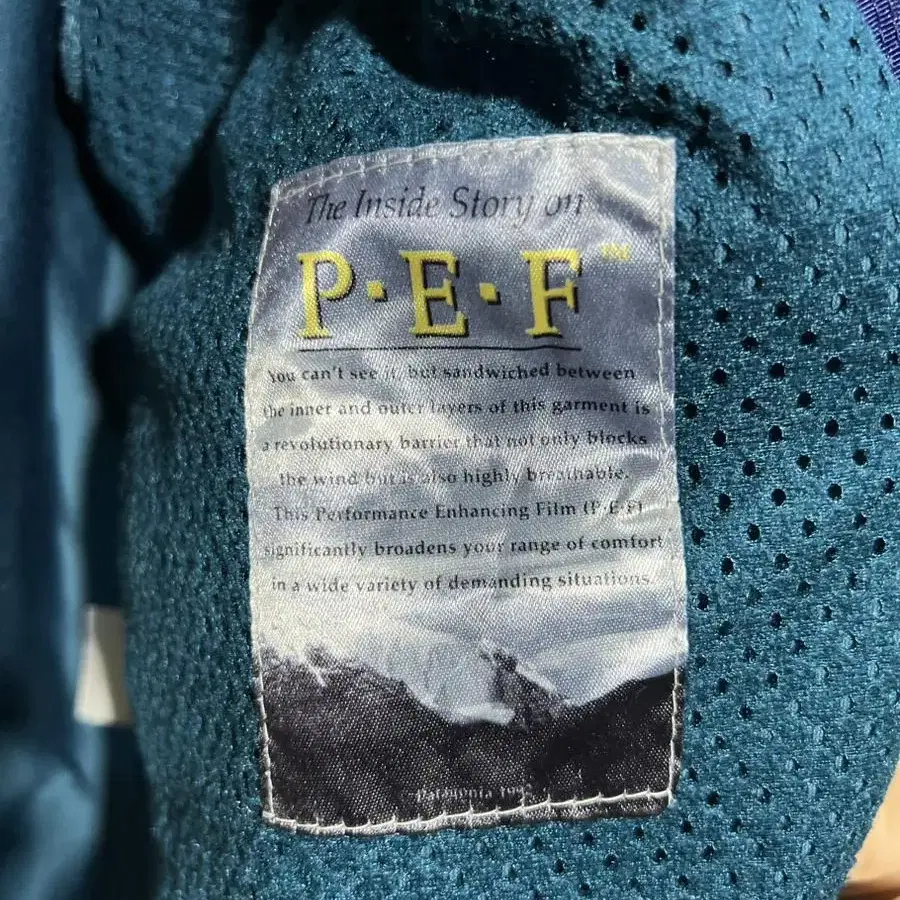 The Inside Story on
P·E·F™
You can't see it, but sandwiched between
the inner and outer layers of this garment is
a revolutionary barrier that not only blocks
the wind but is also highly breathable.
This Performance Enhancing Film (P·E·F)
significantly broadens your range of comfort
in a wide variety of demanding situations.
Patagonia